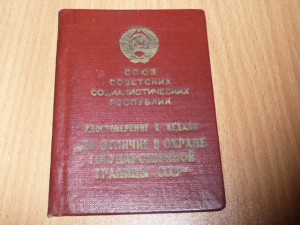 СОЮЗ
СОВЕТСКИХ
СОЦИАЛИСТИЧЕСКИХ
РЕСПУБЛИК
УДОСТОВЕРЕНИЕ К МЕДАЛИ
„ЗА ОТЛИЧИЕ В ОХРАНЕ
ГОСУДАРСТВЕННОЙ
ГРАНИЦЫ СССР“